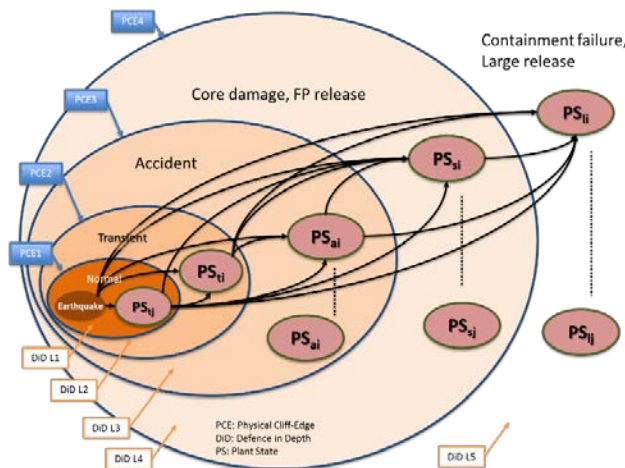 PCE4
Containment failure,
Large release
PCE3
Core damage, FP release
PS_li
Accident
PS_si
PCE2
Transient
PS_ai
PCE1
Normal
PS_ti
Earthquake
PS_tj
PS_ai
PS_sj
PS_lj
DiD L1
DiD L2
DiD L3
DiD L4
PCE: Physical Cliff-Edge
DiD: Defence in Depth
PS: Plant State
DiD L5